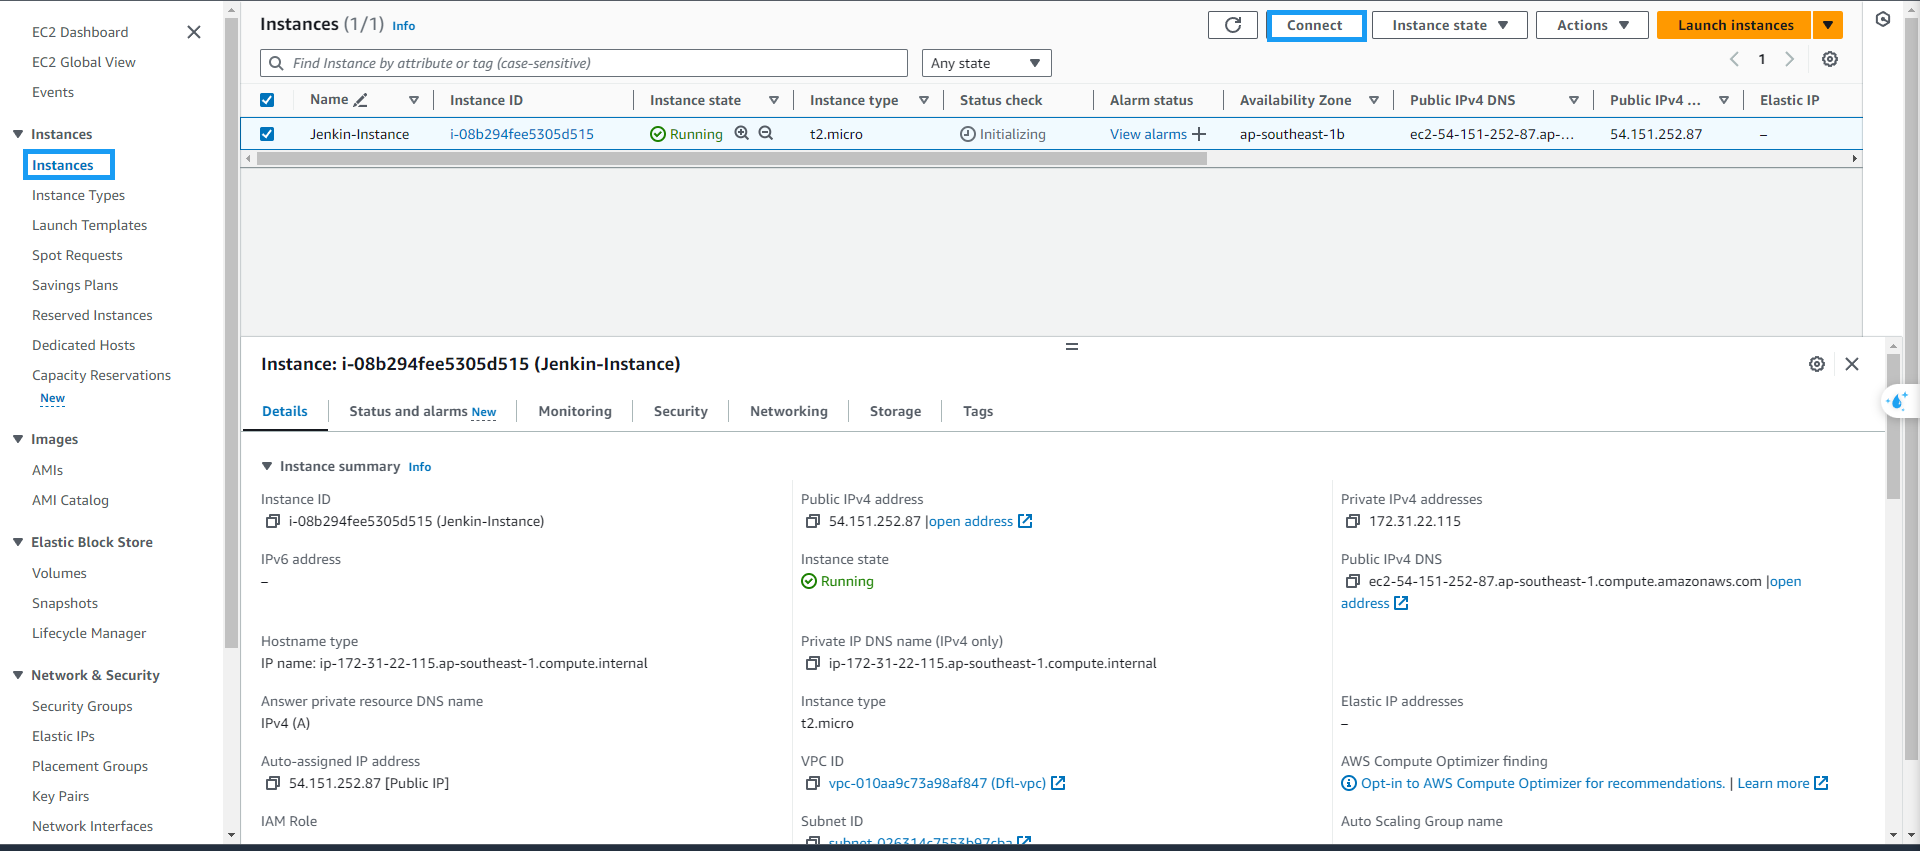 EC2 Dashboard
EC2 Global View
Events
Instances
Instances
Instance Types
Launch Templates
Spot Requests
Savings Plans
Reserved Instances
Dedicated Hosts
Capacity Reservations
New
Images
AMIs
AMI Catalog
Elastic Block Store
Volumes
Snapshots
Lifecycle Manager
Network & Security
Security Groups
Elastic IPs
Placement Groups
Key Pairs
Network Interfaces
Instances (1/1) Info
Connect
Instance state
Actions
Launch instances
Find Instance by attribute or tag (case-sensitive)
Any state
1
Name Instance ID Instance state Instance type Status check Alarm status Availability Zone Public IPv4 DNS Public IPv4 ... Elastic IP
Jenkin-Instance i-08b294fee5305d515 Running t2.micro Initializing View alarms ap-southeast-1b ec2-54-151-252-87.ap-... 54.151.252.87 –
Instance: i-08b294fee5305d515 (Jenkin-Instance)
Details Status and alarms New Monitoring Security Networking Storage Tags
Instance summary Info
Instance ID
i-08b294fee5305d515 (Jenkin-Instance)
Public IPv4 address
54.151.252.87 |open address
Private IPv4 addresses
172.31.22.115
IPv6 address
–
Instance state
Running
Public IPv4 DNS
ec2-54-151-252-87.ap-southeast-1.compute.amazonaws.com |open
address
Hostname type
IP name: ip-172-31-22-115.ap-southeast-1.compute.internal
Private IP DNS name (IPv4 only)
ip-172-31-22-115.ap-southeast-1.compute.internal
Answer private resource DNS name
IPv4 (A)
Instance type
t2.micro
Elastic IP addresses
–
Auto-assigned IP address
54.151.252.87 [Public IP]
VPC ID
vpc-010aa9c73a98af847 (Dfl-vpc)
AWS Compute Optimizer finding
Opt-in to AWS Compute Optimizer for recommendations. | Learn more
IAM Role
Subnet ID
Auto Scaling Group name